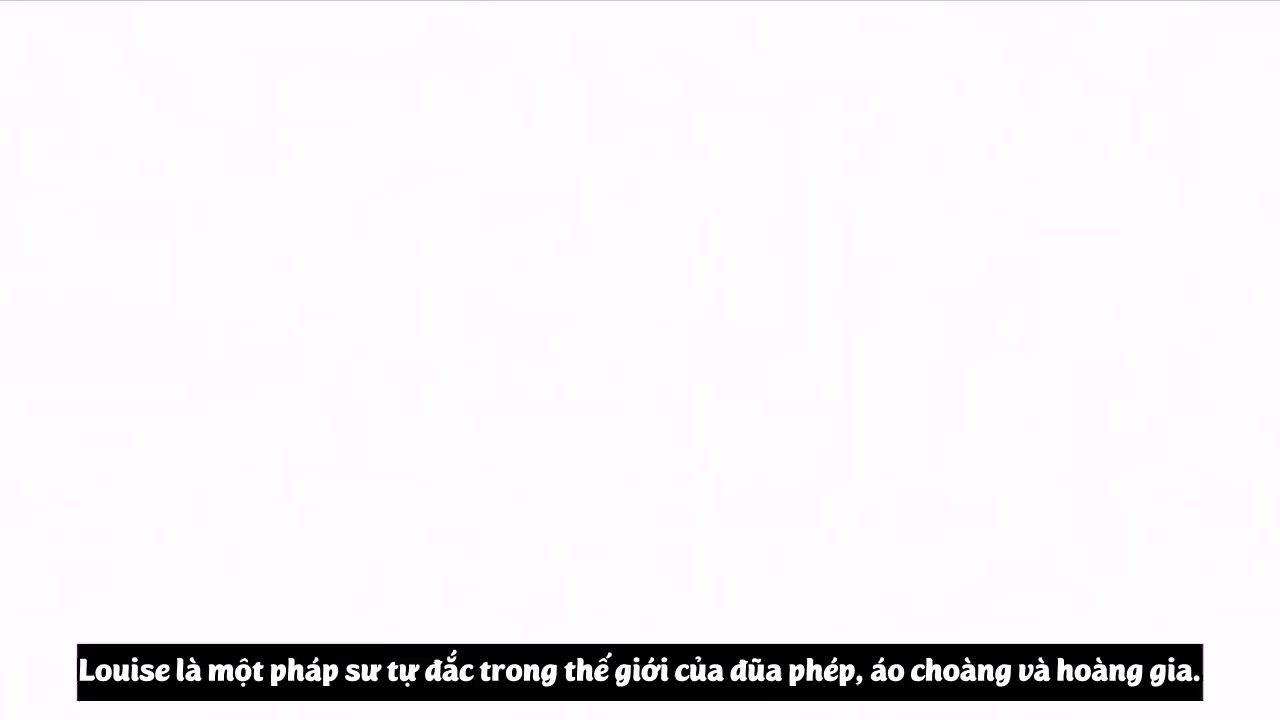 Louise là một pháp sư tự đắc trong thế giới của đũa phép, áo choàng và hoàng gia.